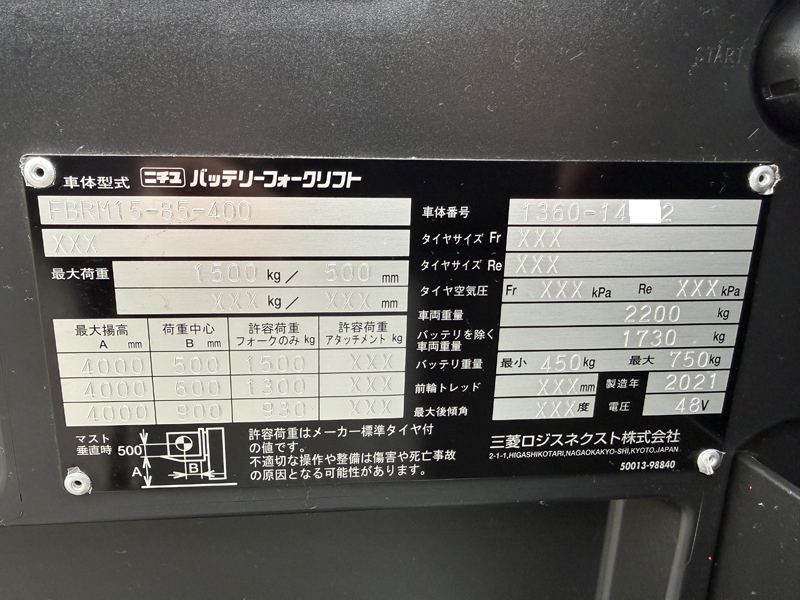 START
車体型式 ニチユ バッテリーフォークリフト
FBRM15-85-400
XXX
最大荷重 1500 kg/ 500 mm
XXX kg/ XXX mm
最大揚高 A mm 荷重中心 B mm 許容荷重 フォークのみ kg 許容荷重 アタッチメント kg
4000 500 1500 XXX
4000 600 1300 XXX
4000 900 930 XXX
マスト垂直時 500 A B
許容荷重はメーカー標準タイヤ付
の値です。
不適切な操作や整備は傷害や死亡事故
の原因となる可能性があります。
車体番号 1360-14 2
タイヤサイズ Fr XXX
タイヤサイズ Re XXX
タイヤ空気圧 Fr XXX kPa Re XXX kPa
車両重量 2200 kg
バッテリを除く車両重量 1730 kg
バッテリ重量 最小 450kg 最大 750kg
前輪トレッド XXX mm 製造年 2021
最大後傾角 XXX度 電圧 48V
三菱ロジスネクスト株式会社
2-1-1,HIGASHIKOTARI,NAGAOKAKYO-SHI,KYOTO,JAPAN
50013-98840